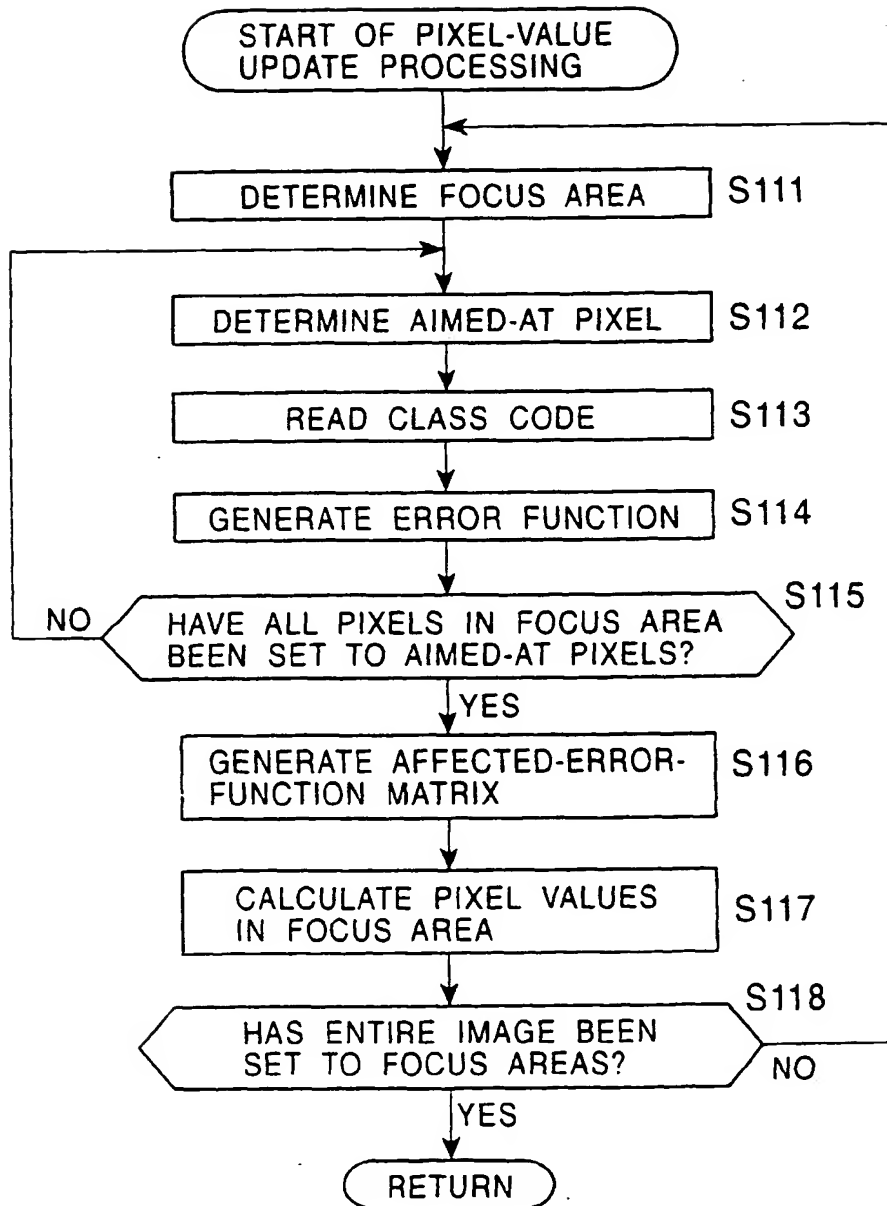 START OF PIXEL-VALUE
UPDATE PROCESSING
DETERMINE FOCUS AREA
S111
DETERMINE AIMED-AT PIXEL
S112
READ CLASS CODE
S113
GENERATE ERROR FUNCTION
S114
S115
NO
HAVE ALL PIXELS IN FOCUS AREA
BEEN SET TO AIMED-AT PIXELS?
YES
GENERATE AFFECTED-ERROR-
FUNCTION MATRIX
S116
CALCULATE PIXEL VALUES
IN FOCUS AREA
S117
S118
HAS ENTIRE IMAGE BEEN
SET TO FOCUS AREAS?
NO
YES
RETURN